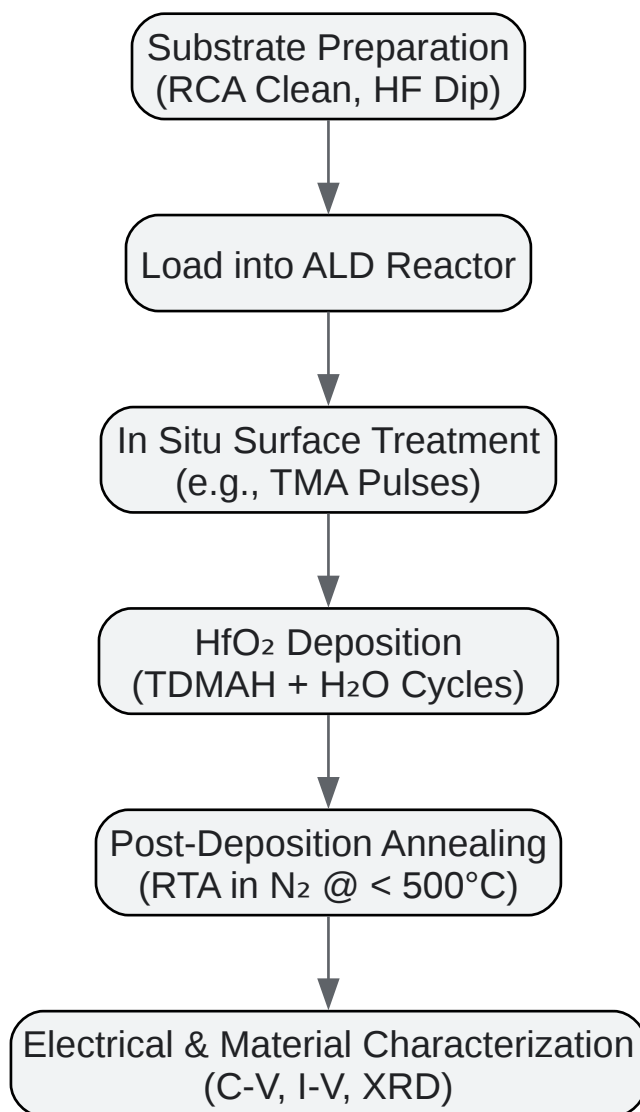 Substrate Preparation
(RCA Clean, HF Dip)
Load into ALD Reactor
In Situ Surface Treatment
(e.g., TMA Pulses)
HfO₂ Deposition
(TDMAH + H₂O Cycles)
Post-Deposition Annealing
(RTA in N₂ @ < 500°C)
Electrical & Material Characterization
(C-V, I-V, XRD)